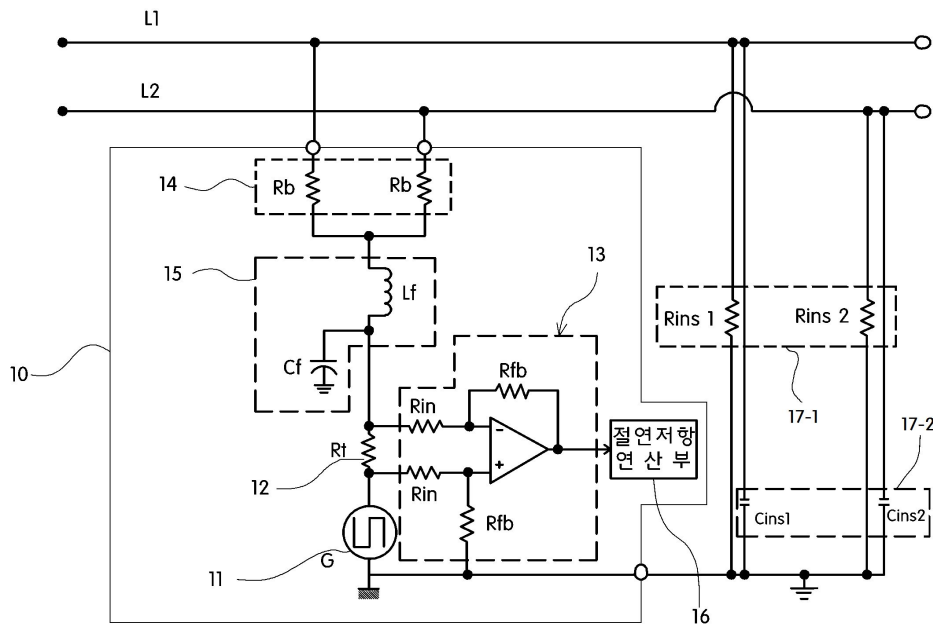 L1
L2
14
Rb
Rb
15
Lf
13
Rins 1
Rins 2
Cf
10
Rfb
Rin
17-1
17-2
절연저항
연 산 부
Rt
12
Rin
Rfb
Cins1
Cins2
G
11
16